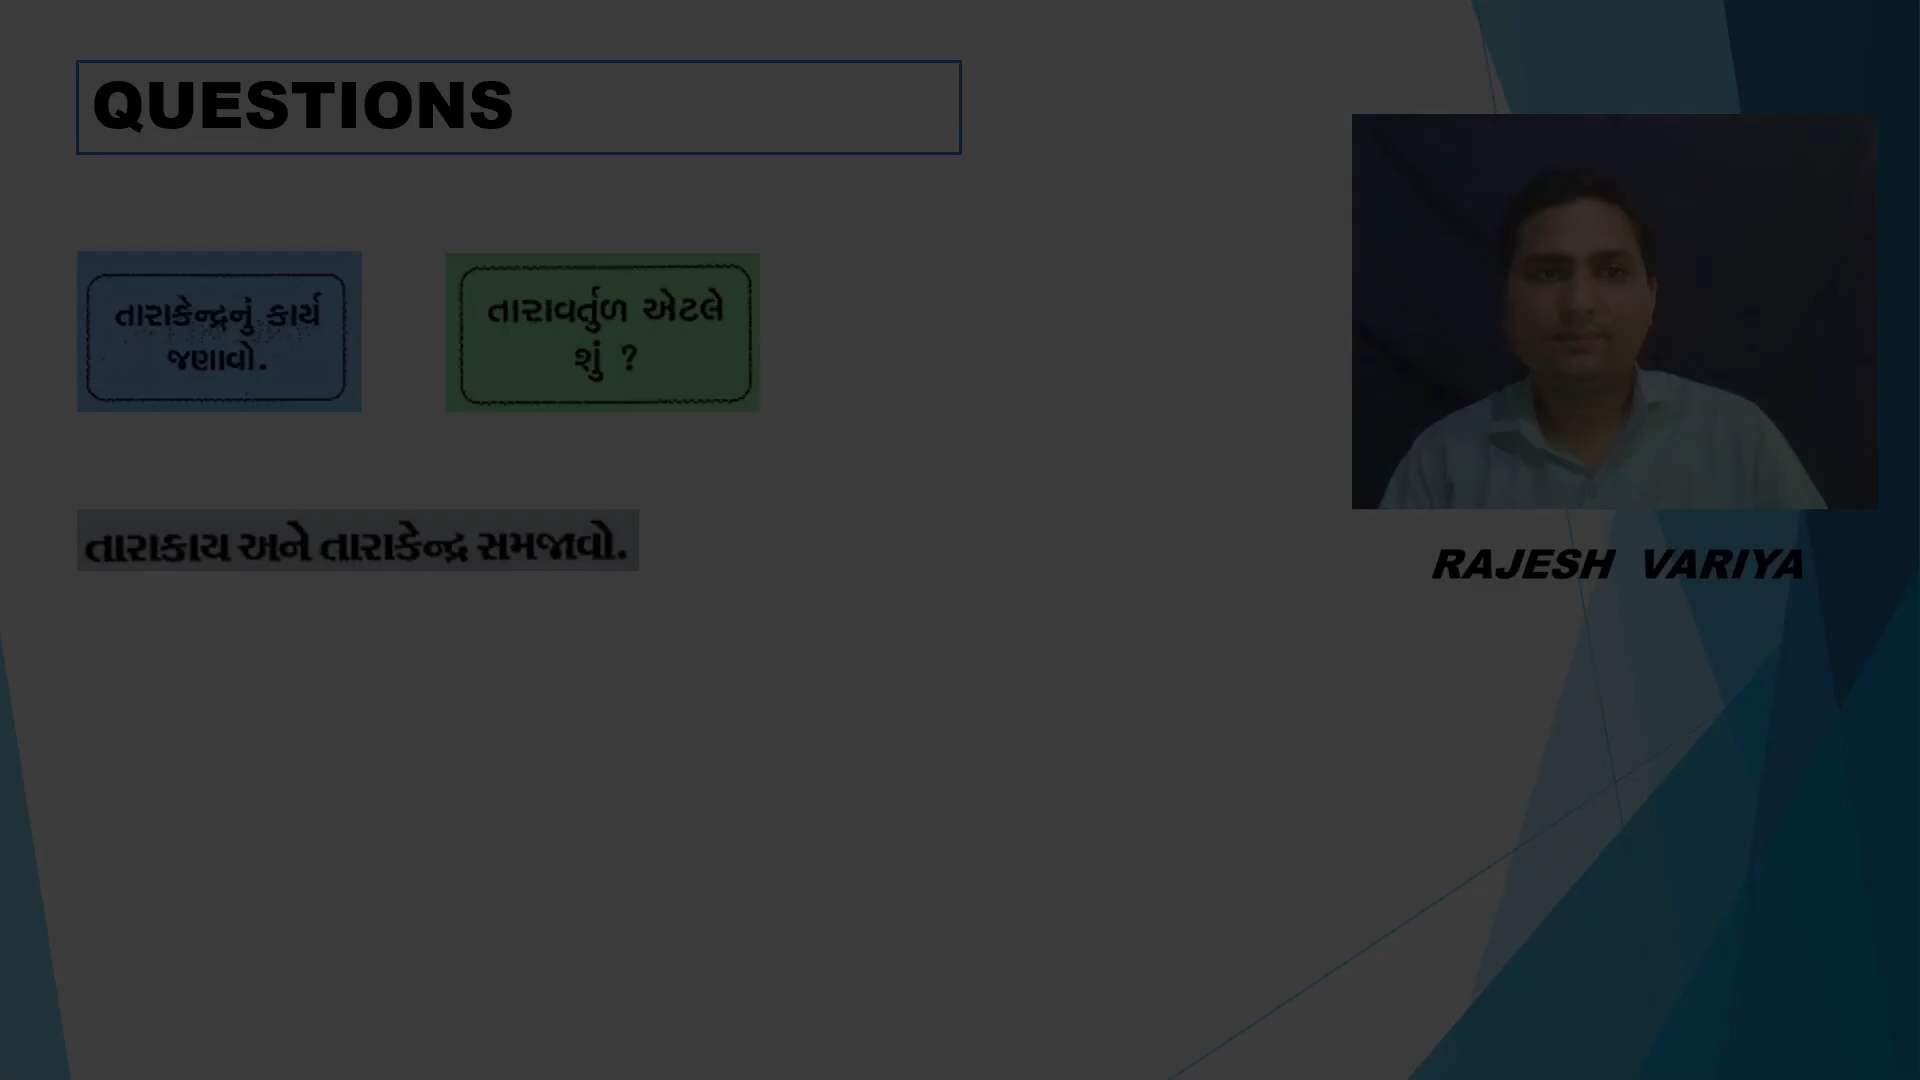 QUESTIONS
તારાકેન્દ્રનું કાર્ય
જણાવો.
તારાવર્તુળ એટલે
શું ?
તારાકાય અને તારાકેન્દ્ર સમજાવો.
RAJESH VARIYA